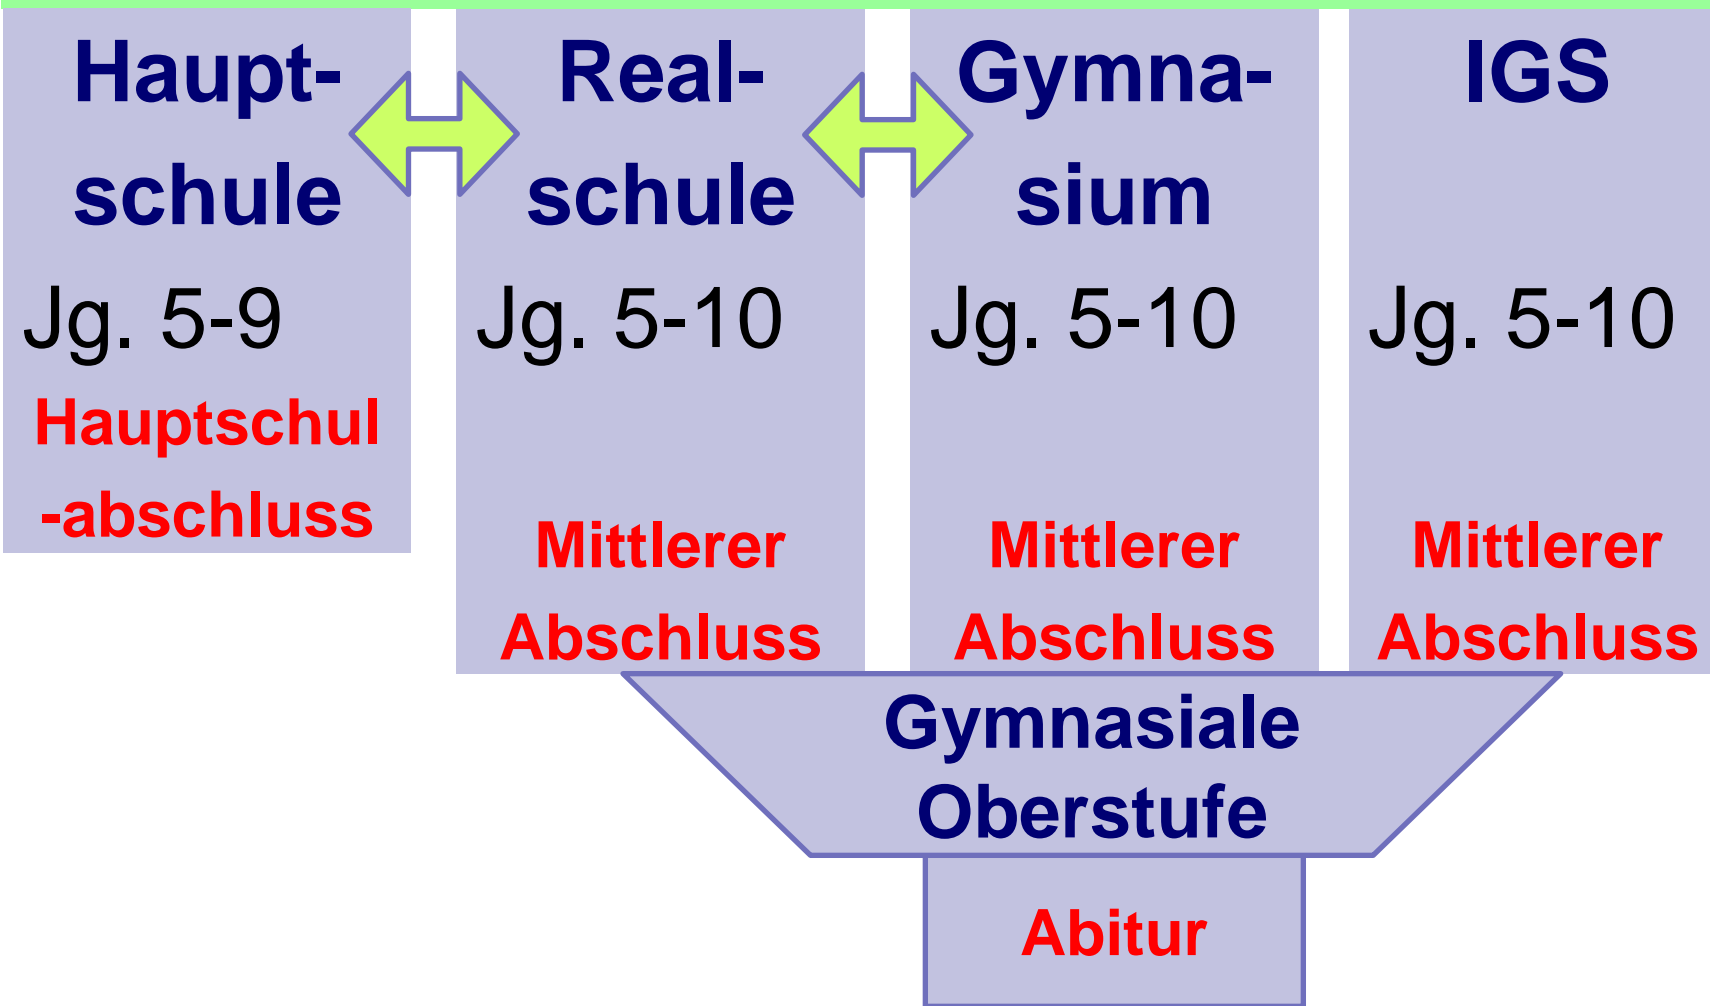 Haupt-
schule
Jg. 5-9
Hauptschul
-abschluss
Real-
schule
Jg. 5-10
Mittlerer
Abschluss
Gymna-
sium
Jg. 5-10
Mittlerer
Abschluss
IGS
Jg. 5-10
Mittlerer
Abschluss
Gymnasiale
Oberstufe
Abitur